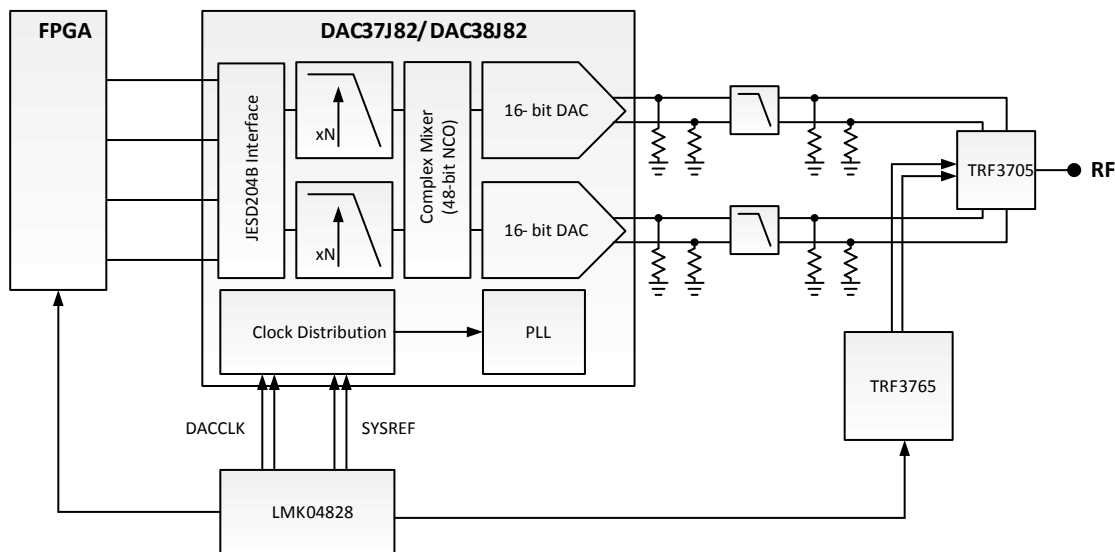 FPGA
DAC37J82/ DAC38J82
JESD204B Interface
xN
xN
Complex Mixer
(48-bit NCO)
16- bit DAC
16- bit DAC
TRF3705
RF
Clock Distribution
PLL
TRF3765
DACCLK
SYSREF
LMK04828